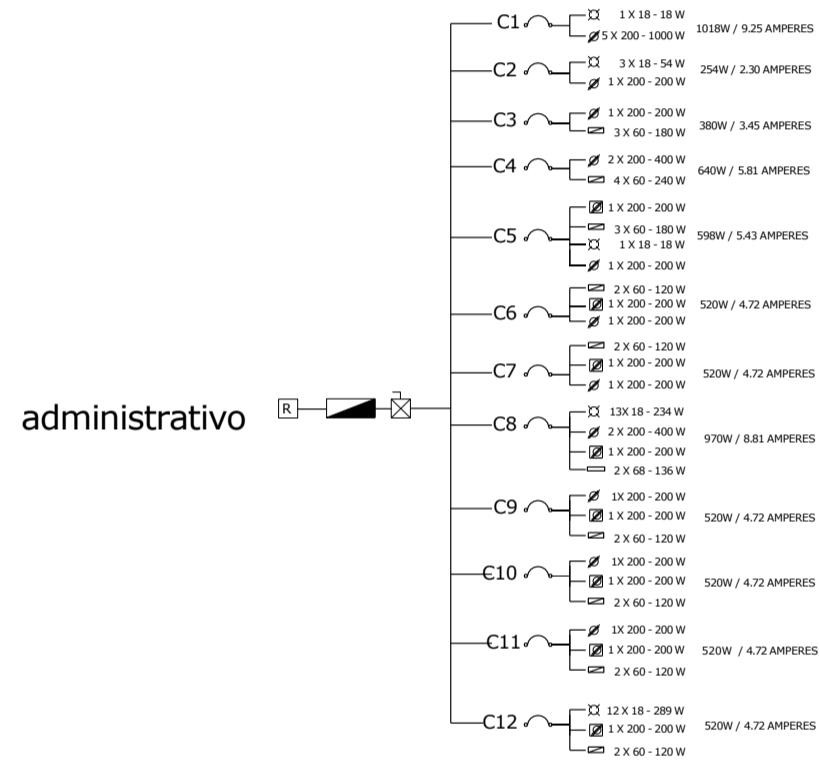 administrativo
R
C1
1 X 18 - 18 W
5 X 200 - 1000 W
1018W / 9.25 AMPERES
C2
3 X 18 - 54 W
1 X 200 - 200 W
254W / 2.30 AMPERES
C3
1 X 200 - 200 W
3 X 60 - 180 W
380W / 3.45 AMPERES
C4
2 X 200 - 400 W
4 X 60 - 240 W
640W / 5.81 AMPERES
C5
1 X 200 - 200 W
3 X 60 - 180 W
1 X 18 - 18 W
1 X 200 - 200 W
598W / 5.43 AMPERES
C6
2 X 60 - 120 W
1 X 200 - 200 W
1 X 200 - 200 W
520W / 4.72 AMPERES
C7
2 X 60 - 120 W
1 X 200 - 200 W
1 X 200 - 200 W
520W / 4.72 AMPERES
C8
13X 18 - 234 W
2 X 200 - 400 W
1 X 200 - 200 W
2 X 68 - 136 W
970W / 8.81 AMPERES
C9
1X 200 - 200 W
1 X 200 - 200 W
2 X 60 - 120 W
520W / 4.72 AMPERES
C10
1X 200 - 200 W
1 X 200 - 200 W
2 X 60 - 120 W
520W / 4.72 AMPERES
C11
1X 200 - 200 W
1 X 200 - 200 W
2 X 60 - 120 W
520W / 4.72 AMPERES
C12
12 X 18 - 289 W
1 X 200 - 200 W
2 X 60 - 120 W
520W / 4.72 AMPERES